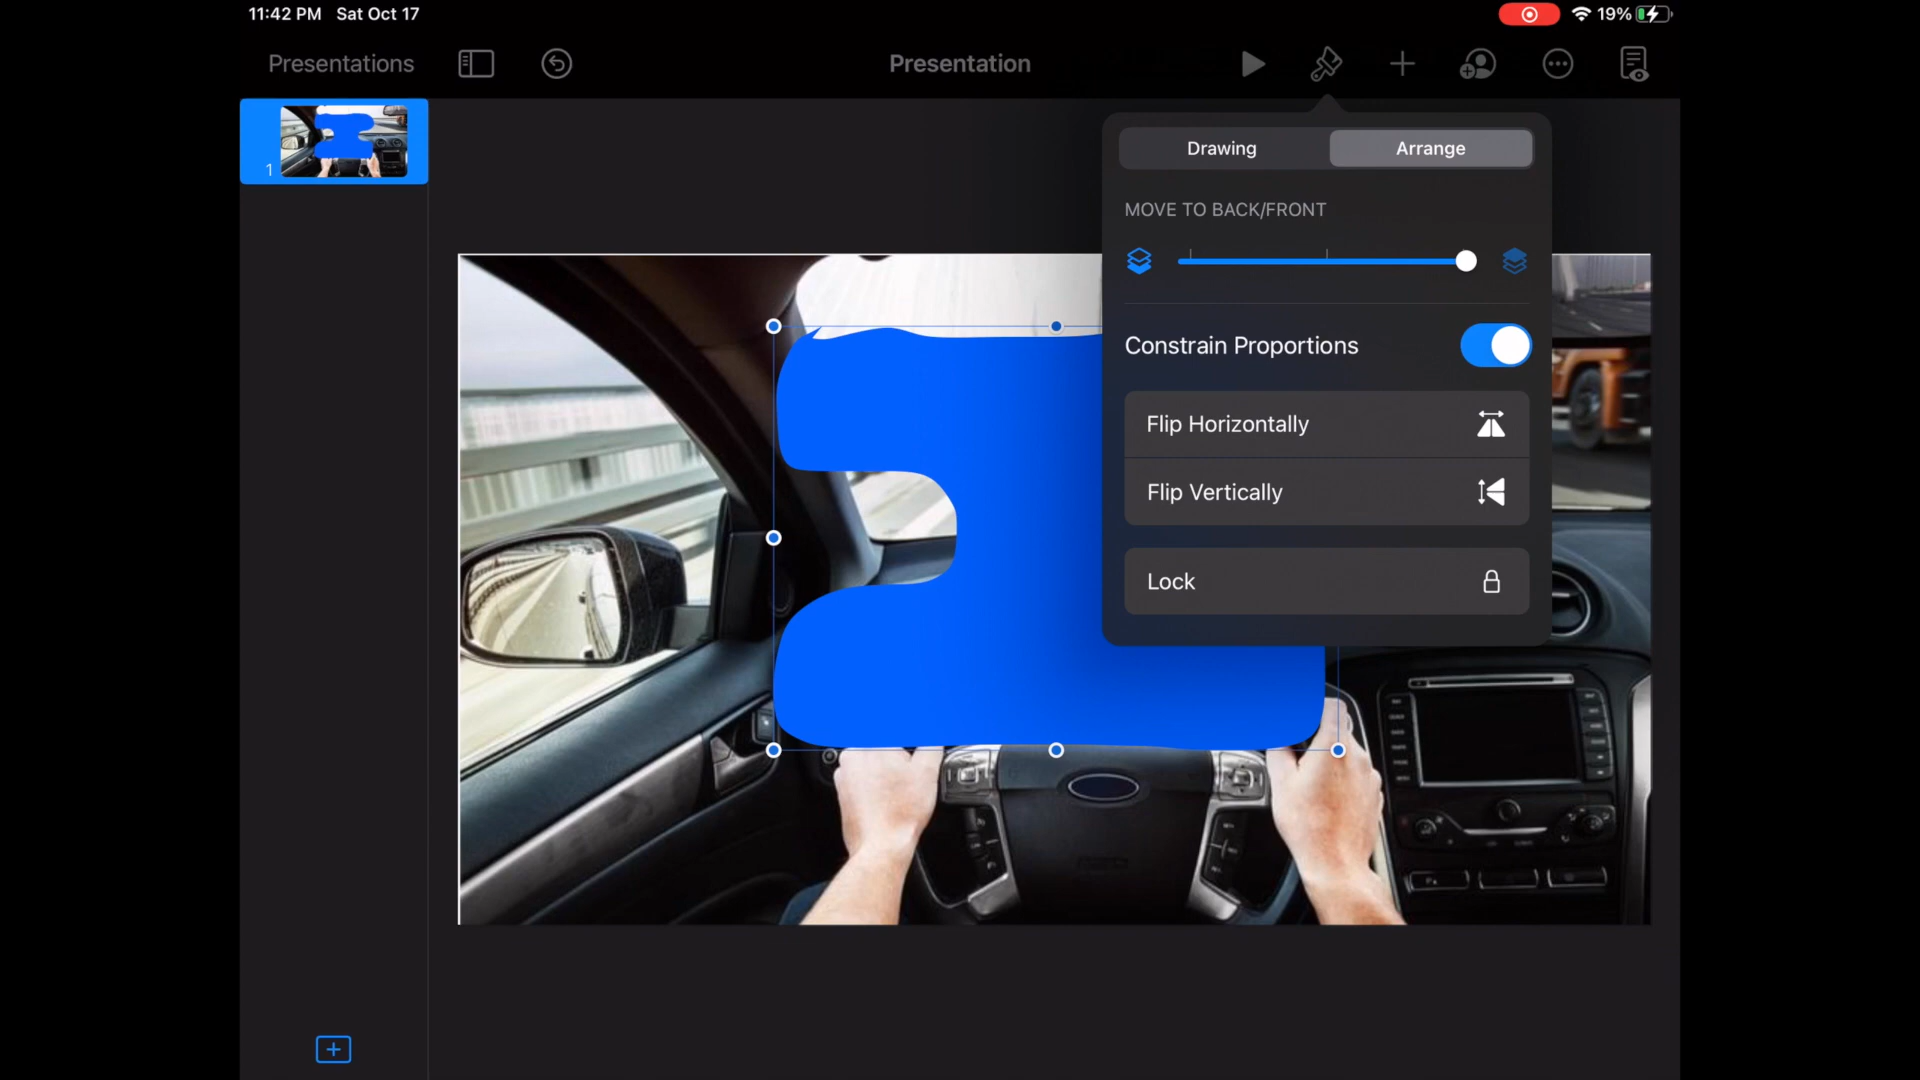 11:42 PM Sat Oct 17
19%
Presentations
Presentation
1
Drawing
Arrange
MOVE TO BACK/FRONT
Constrain Proportions
Flip Horizontally
Flip Vertically
Lock